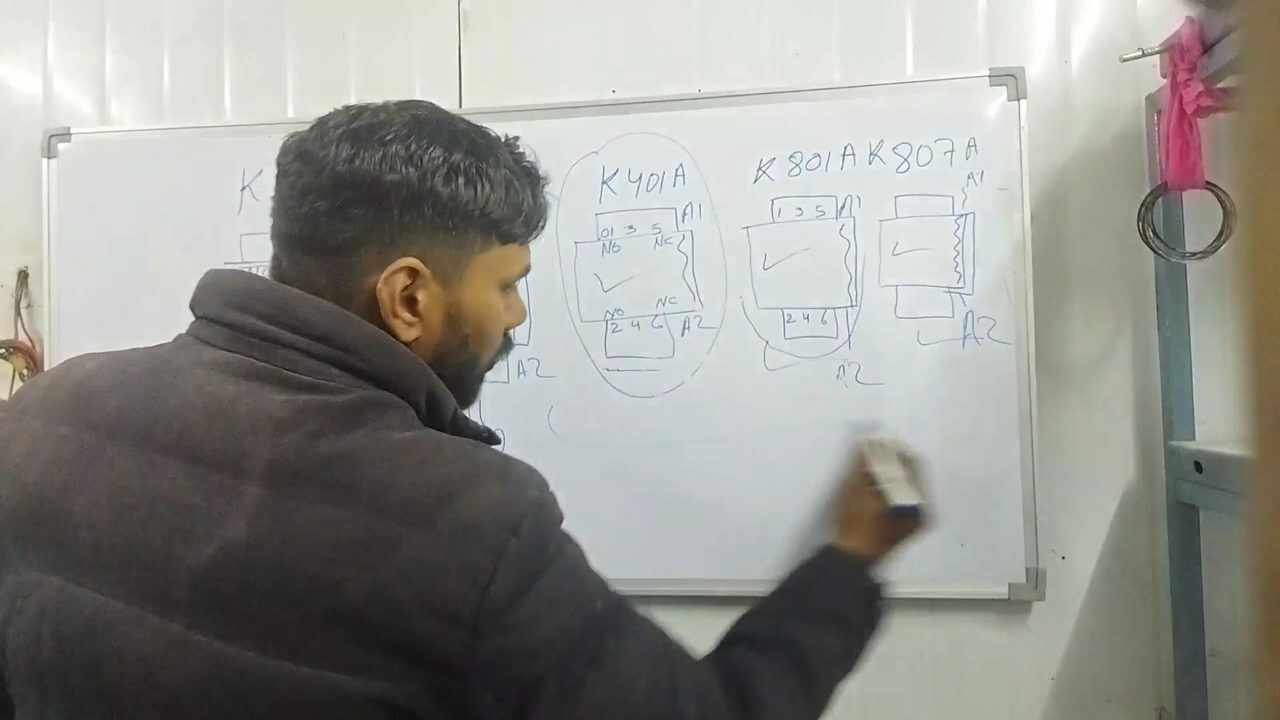 K
K401A
K801A K807A
A1
01 3 5 A1
NO NC
1 3 5 A1
NO NC
2 4 6 A2
2 4 6
A2
A2
A2